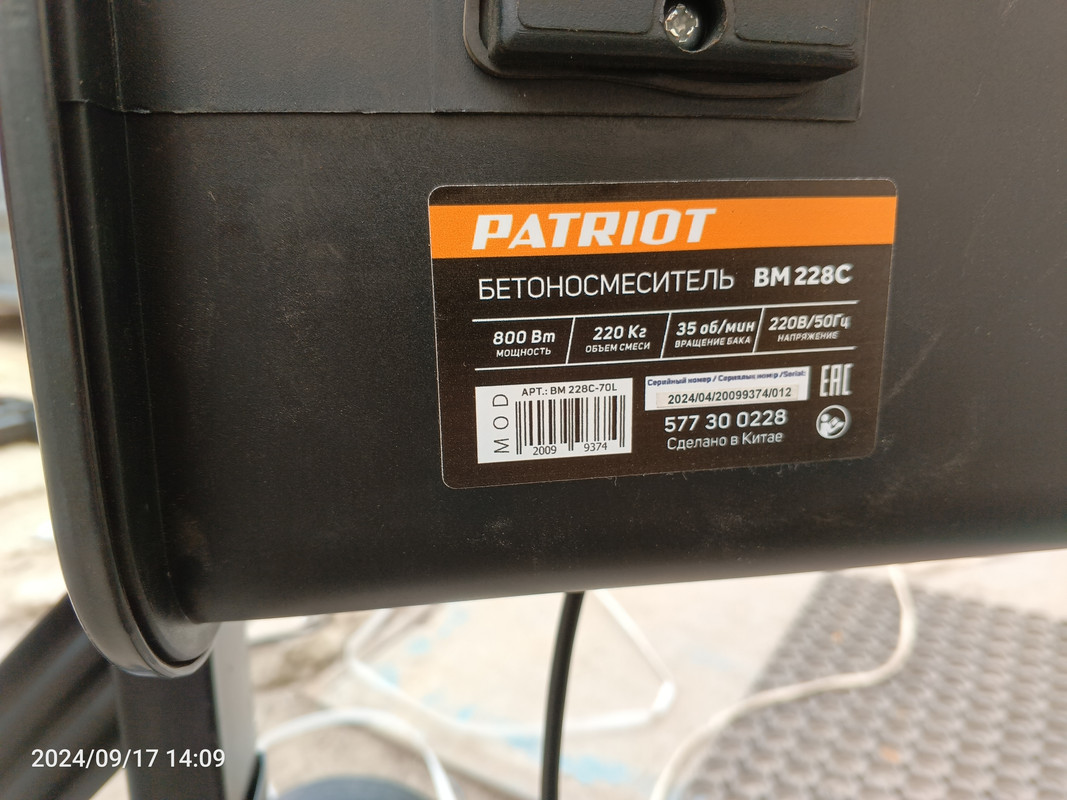 PATRIOT
БЕТОНОСМЕСИТЕЛЬ BM 228C
800 Вт 220 Кг 35 об/мин 220В/50Гц
МОЩНОСТЬ ОБЪЕМ СМЕСИ ВРАЩЕНИЕ БАКА НАПРЯЖЕНИЕ
MOD
АРТ.: BM 228C-70L
2009 9374
Серийный номер / Сериялық нөмір /Serial:
2024/04/20099374/012
EAC
577 30 0228
Сделано в Китае
2024/09/17 14:09